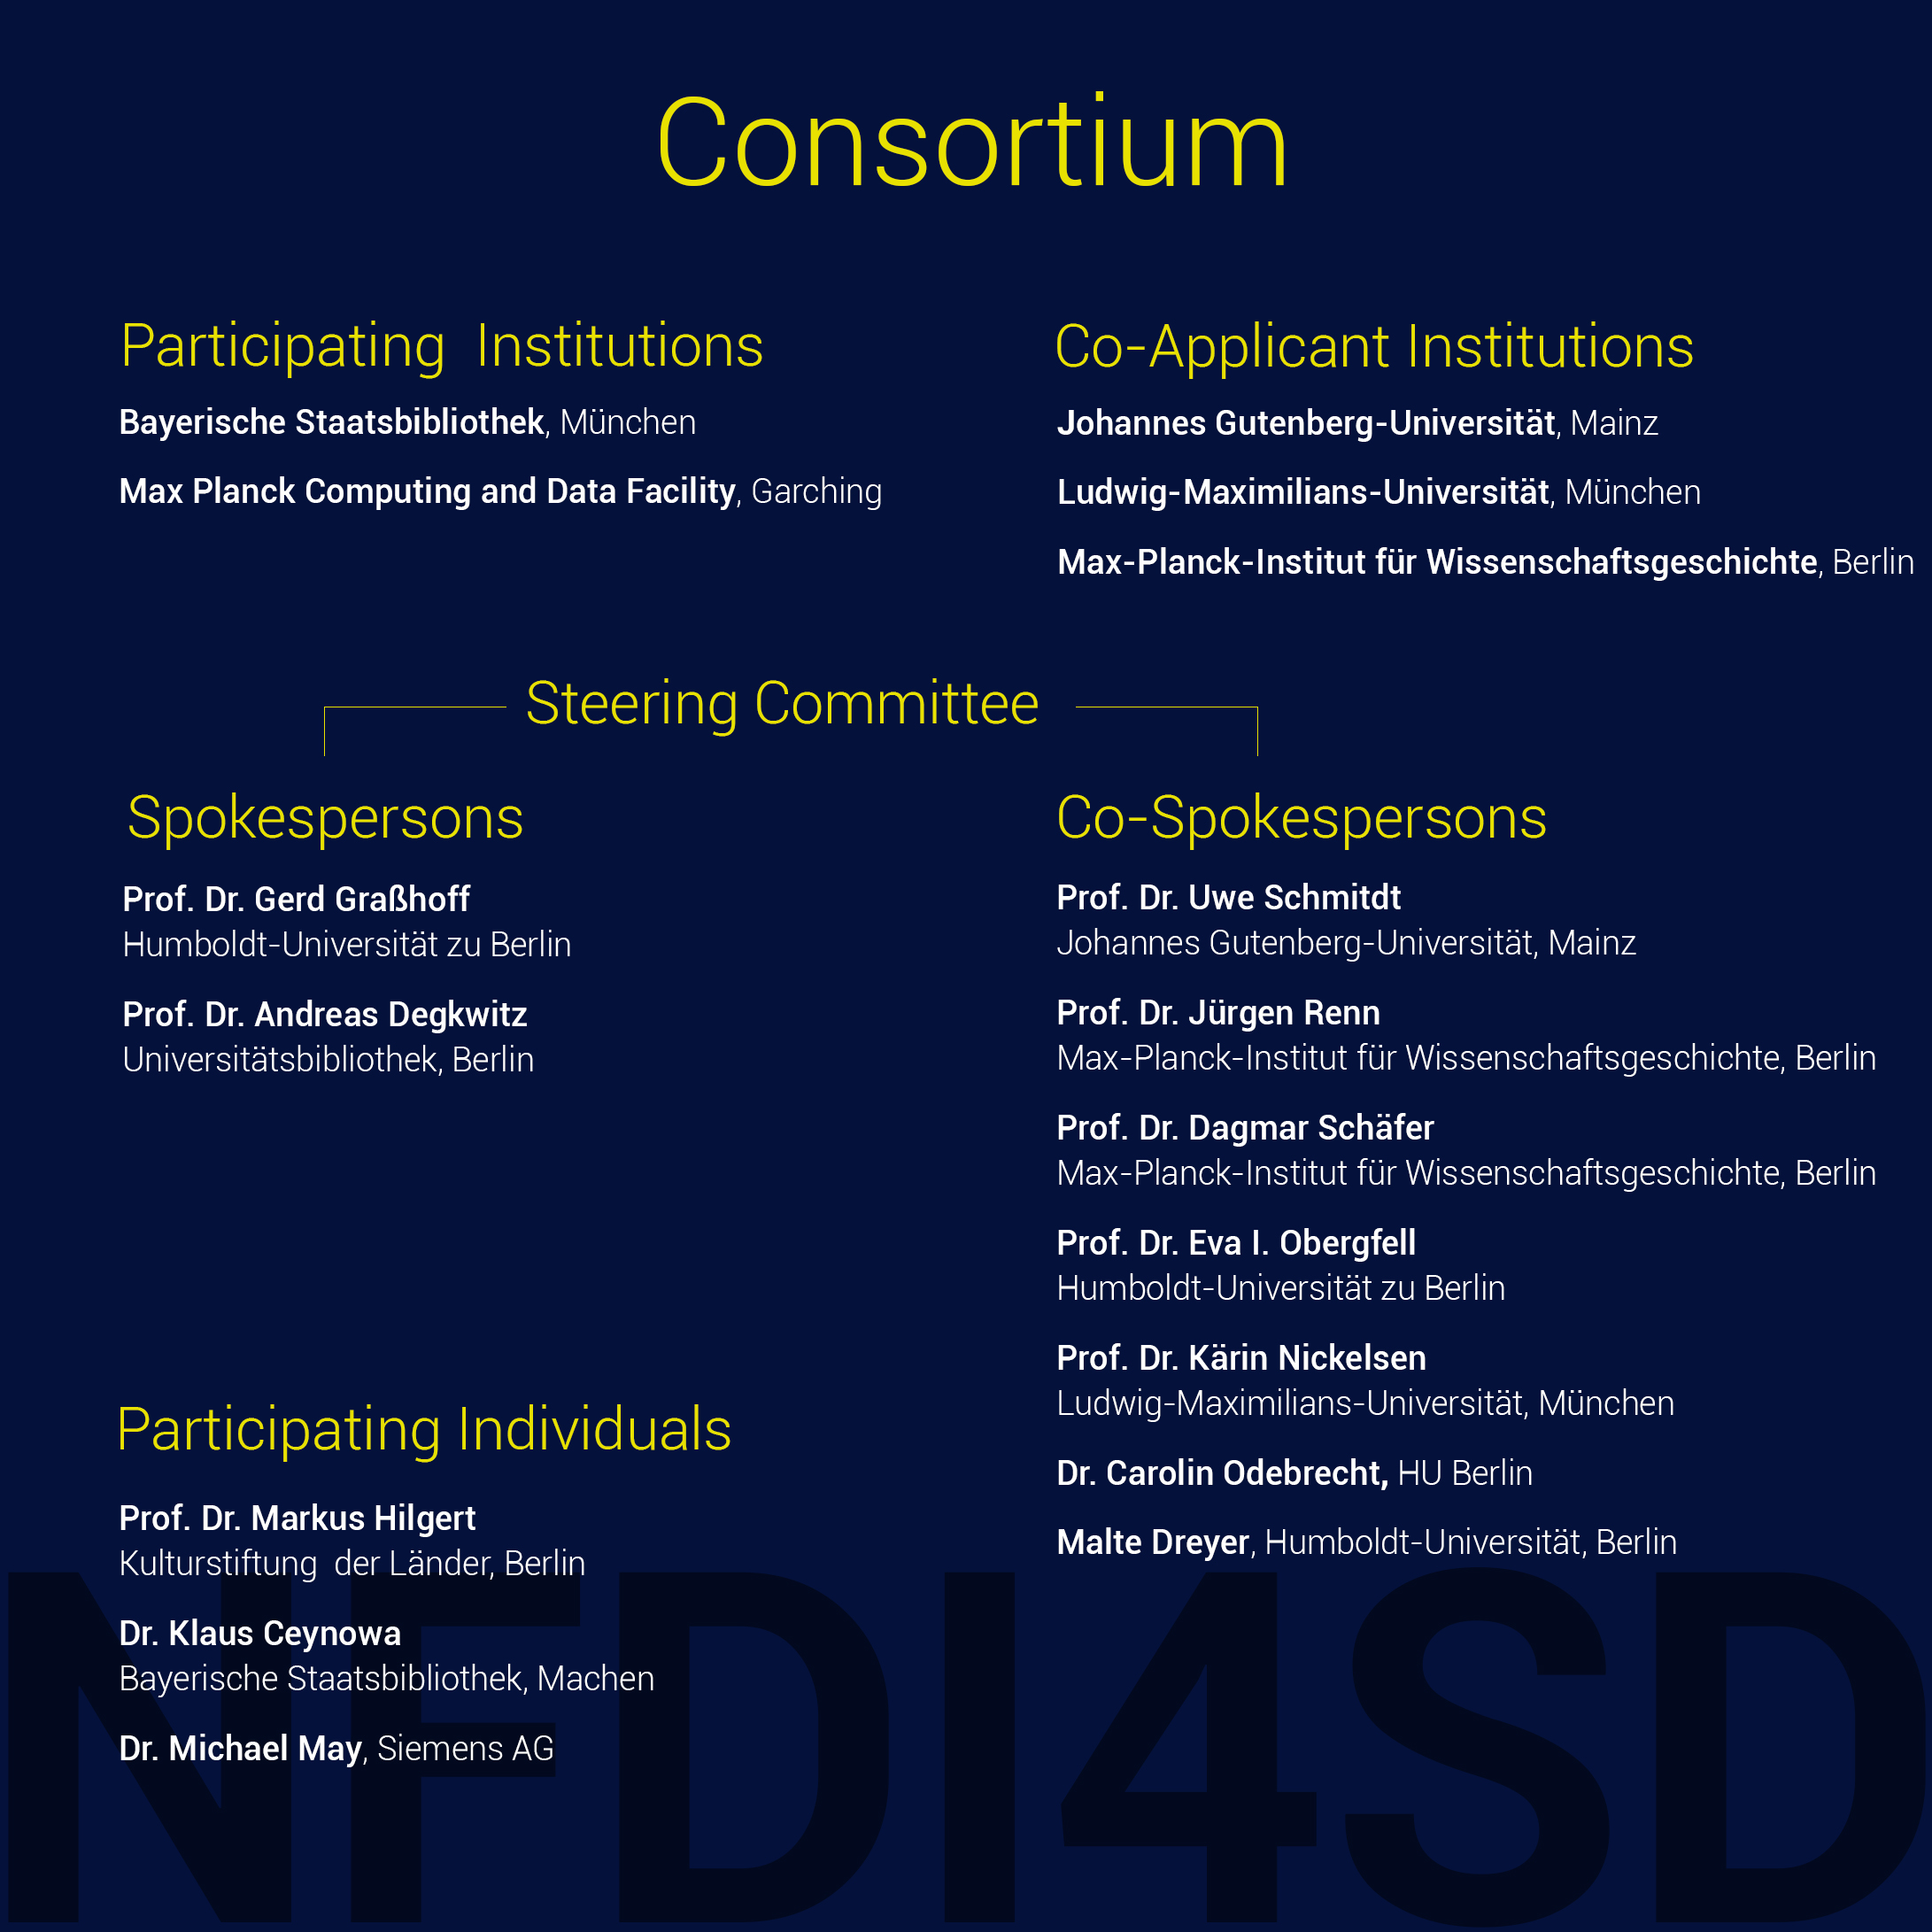 Consortium
Participating Institutions
Bayerische Staatsbibliothek, München
Max Planck Computing and Data Facility, Garching
Co-Applicant Institutions
Johannes Gutenberg-Universität, Mainz
Ludwig-Maximilians-Universität, München
Max-Planck-Institut für Wissenschaftsgeschichte, Berlin
Steering Committee
Spokespersons
Prof. Dr. Gerd Graßhoff
Humboldt-Universität zu Berlin
Prof. Dr. Andreas Degkwitz
Universitätsbibliothek, Berlin
Co-Spokespersons
Prof. Dr. Uwe Schmitdt
Johannes Gutenberg-Universität, Mainz
Prof. Dr. Jürgen Renn
Max-Planck-Institut für Wissenschaftsgeschichte, Berlin
Prof. Dr. Dagmar Schäfer
Max-Planck-Institut für Wissenschaftsgeschichte, Berlin
Prof. Dr. Eva I. Obergfell
Humboldt-Universität zu Berlin
Prof. Dr. Kärin Nickelsen
Ludwig-Maximilians-Universität, München
Dr. Carolin Odebrecht, HU Berlin
Malte Dreyer, Humboldt-Universität, Berlin
Participating Individuals
Prof. Dr. Markus Hilgert
Kulturstiftung der Länder, Berlin
Dr. Klaus Ceynowa
Bayerische Staatsbibliothek, Machen
Dr. Michael May, Siemens AG
NFDI4SD